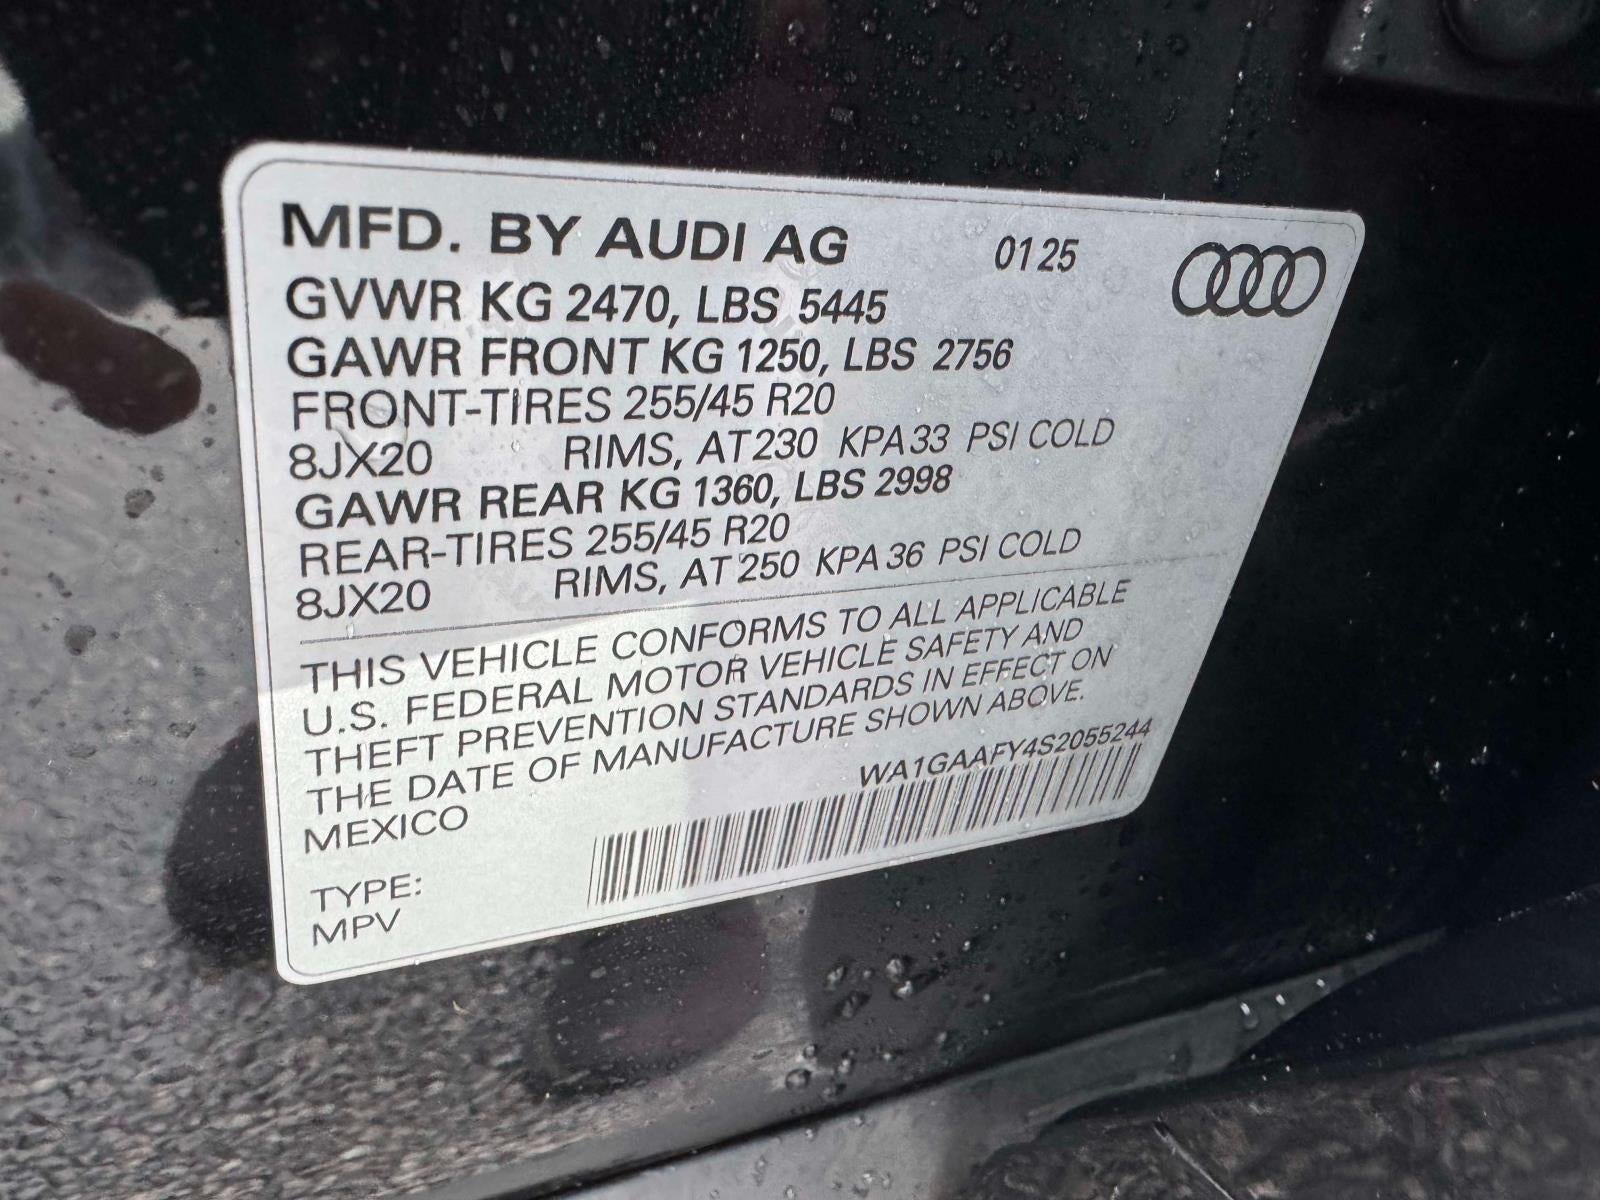 MFD. BY AUDI AG 0125
GVWR KG 2470, LBS 5445
GAWR FRONT KG 1250, LBS 2756
FRONT-TIRES 255/45 R20
8JX20 RIMS, AT 230 KPA 33 PSI COLD
GAWR REAR KG 1360, LBS 2998
REAR-TIRES 255/45 R20
8JX20 RIMS, AT 250 KPA 36 PSI COLD
THIS VEHICLE CONFORMS TO ALL APPLICABLE
U.S. FEDERAL MOTOR VEHICLE SAFETY AND
THEFT PREVENTION STANDARDS IN EFFECT ON
THE DATE OF MANUFACTURE SHOWN ABOVE.
MEXICO WA1GAAFY4S2055244
TYPE:
MPV